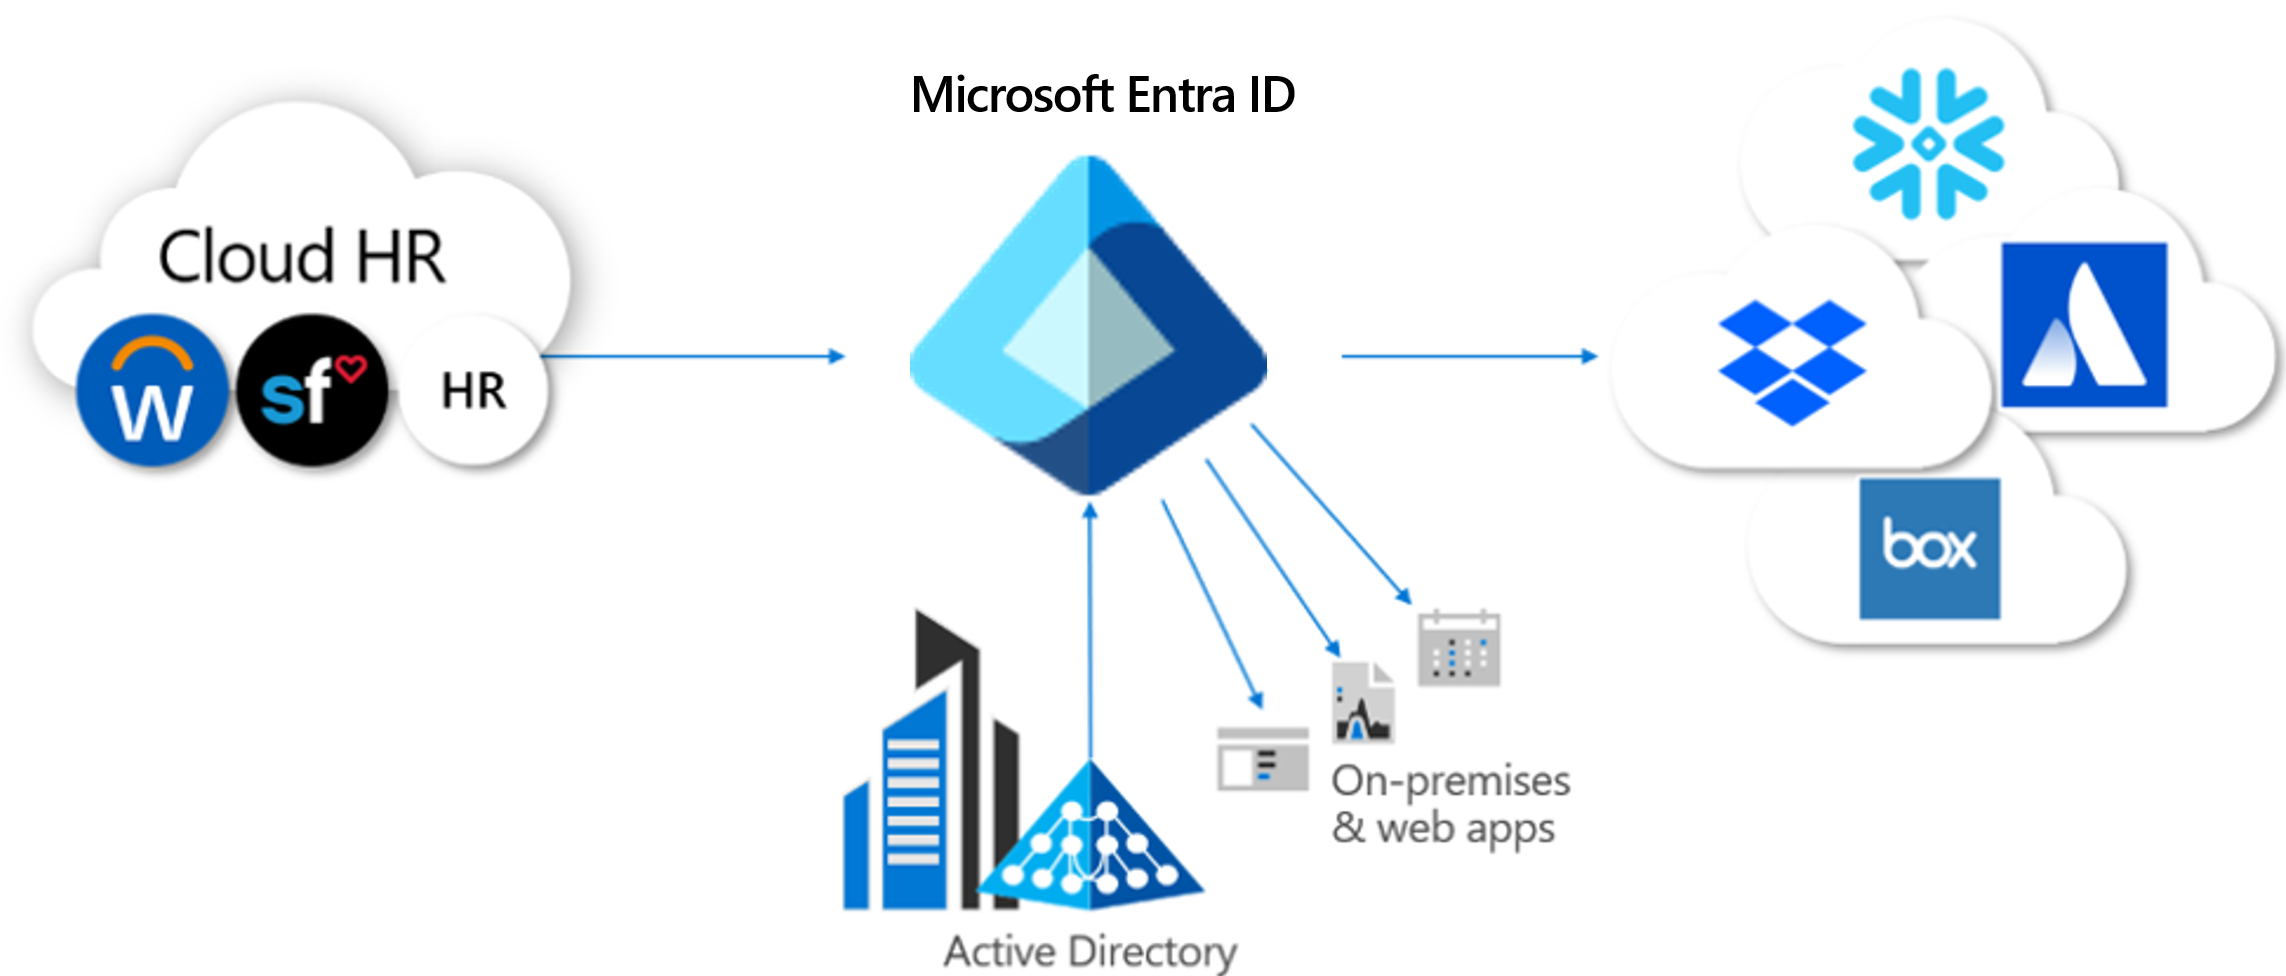 Microsoft Entra ID
Cloud HR
W
sf
HR
box
On-premises
& web apps
Active Directory